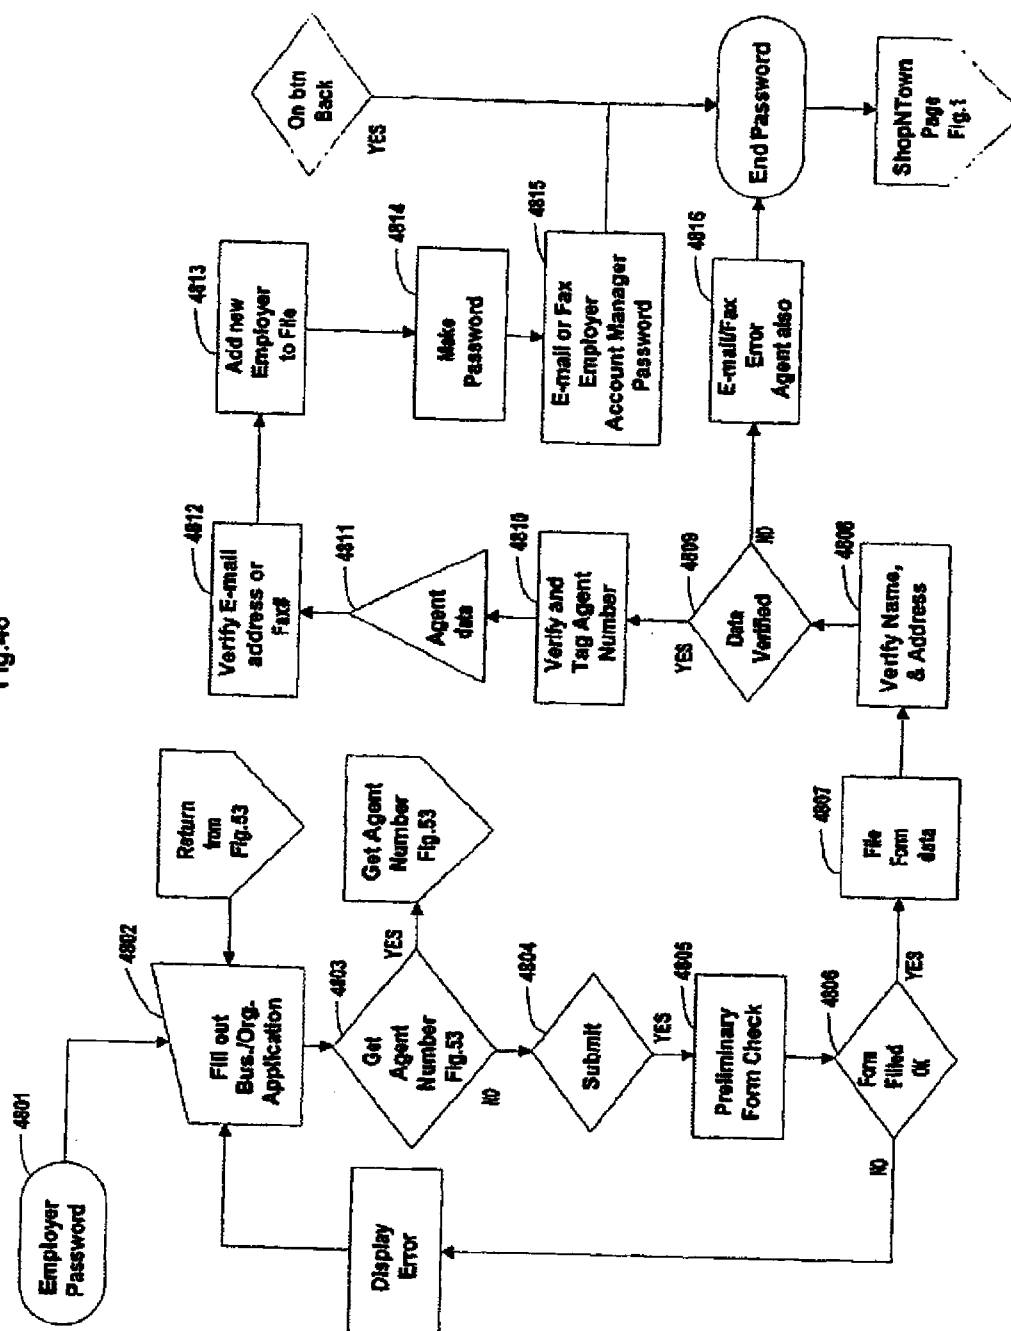 Fig.48
4801
Employer
Password
4802
Fill out
Bus./Org.
Application
Return
from
Fig.53
4803
Get
Agent
Number
Fig.53
YES
NO
Get Agent
Number
Fig.53
4804
Submit
YES
4805
Preliminary
Form Check
4806
Form
Filled
OK
YES
NO
Display
Error
4807
File
Form
data
4808
Verify Name,
& Address
4809
Data
Verified
YES
NO
4810
Verify and
Tag Agent
Number
4811
Agent
data
4812
Verify E-mail
address or
Fax#
4813
Add new
Employer
to File
4814
Make
Password
4815
E-mail or Fax
Employer
Account Manager
Password
4816
E-mail/Fax
Error
Agent also
On btn
Back
YES
End Password
ShopNTown
Page
Fig.1